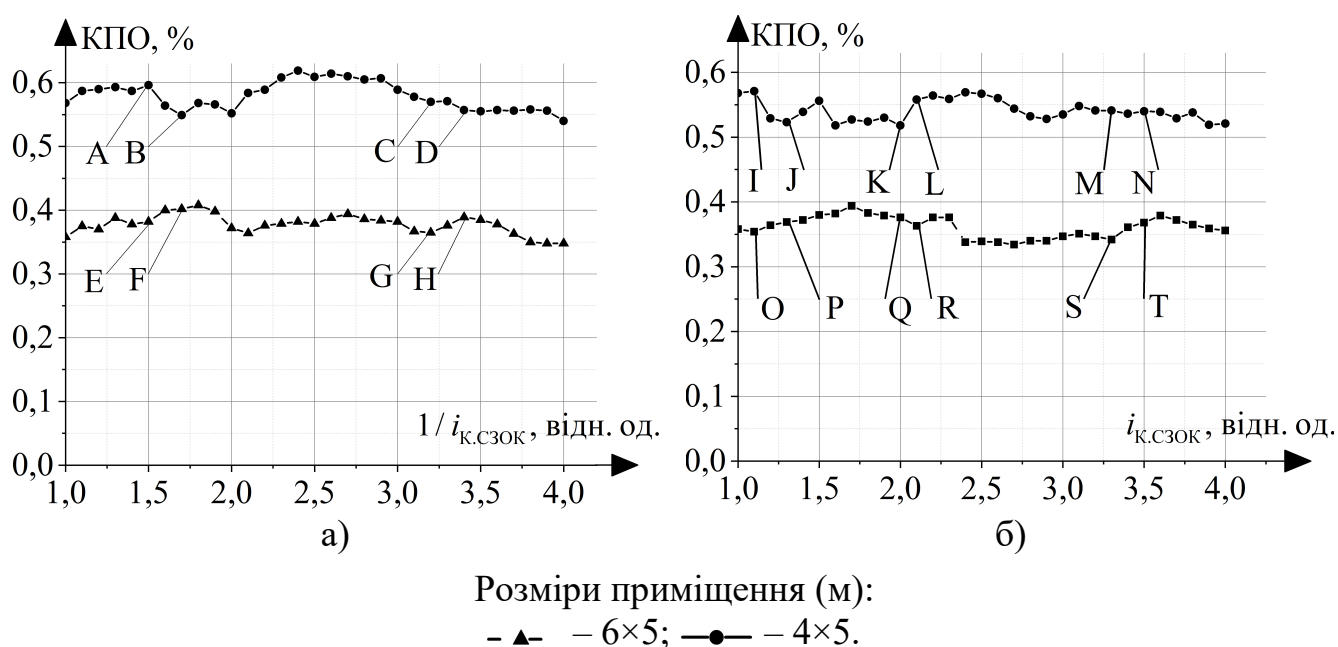 КПО, %
0,6
0,5
0,4
0,3
0,2
0,1
0,0
A B C D
E F G H
1/ iК.СЗОК, відн. од.
1,0 1,5 2,0 2,5 3,0 3,5 4,0
а)
КПО, %
0,6
0,5
0,4
0,3
0,2
0,1
0,0
I J K L M N
O P Q R S T
iК.СЗОК, відн. од.
1,0 1,5 2,0 2,5 3,0 3,5 4,0
б)
Розміри приміщення (м):
– 6×5; – 4×5.